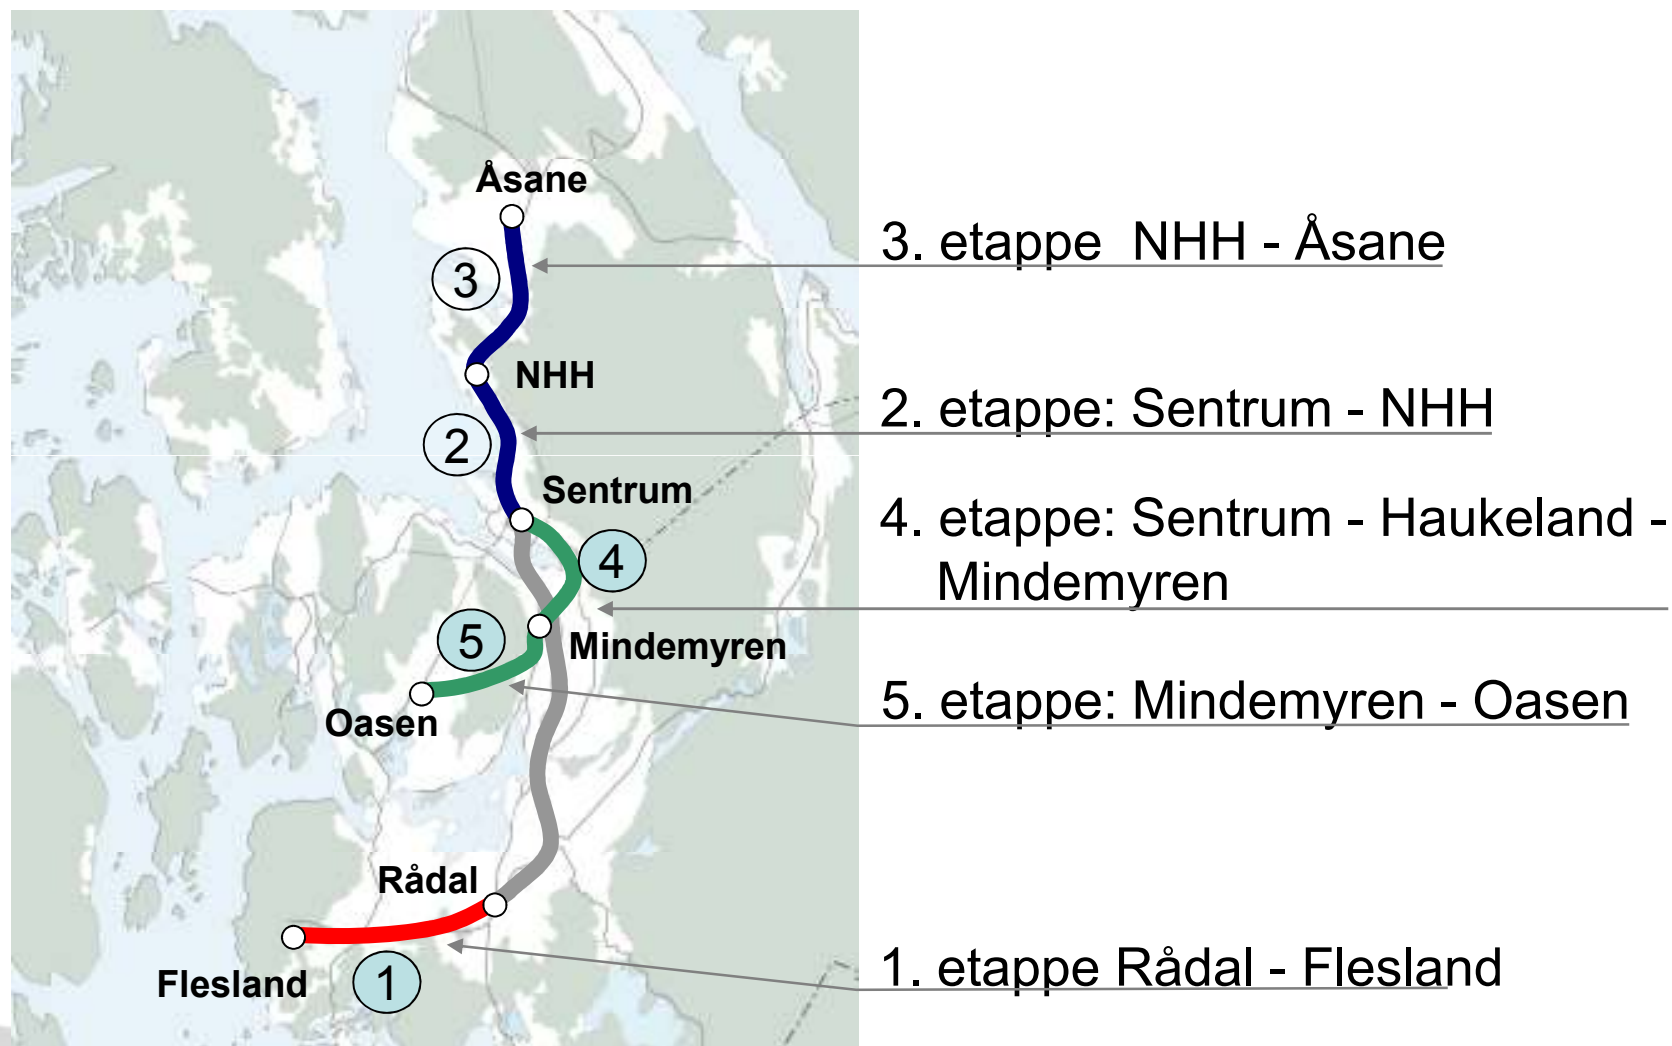 Åsane
3
3. etappe  NHH - Åsane
NHH
2
2. etappe: Sentrum - NHH
Sentrum
4
4. etappe: Sentrum - Haukeland -
Mindemyren
5
Mindemyren
5. etappe: Mindemyren - Oasen
Oasen
Rådal
Flesland
1
1. etappe Rådal - Flesland